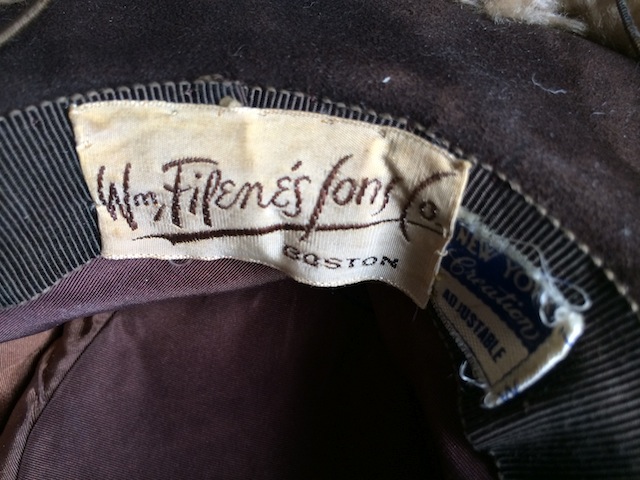 Wm, Filene's Sons Co.
BOSTON
NEW YORK
Creation
ADJUSTABLE